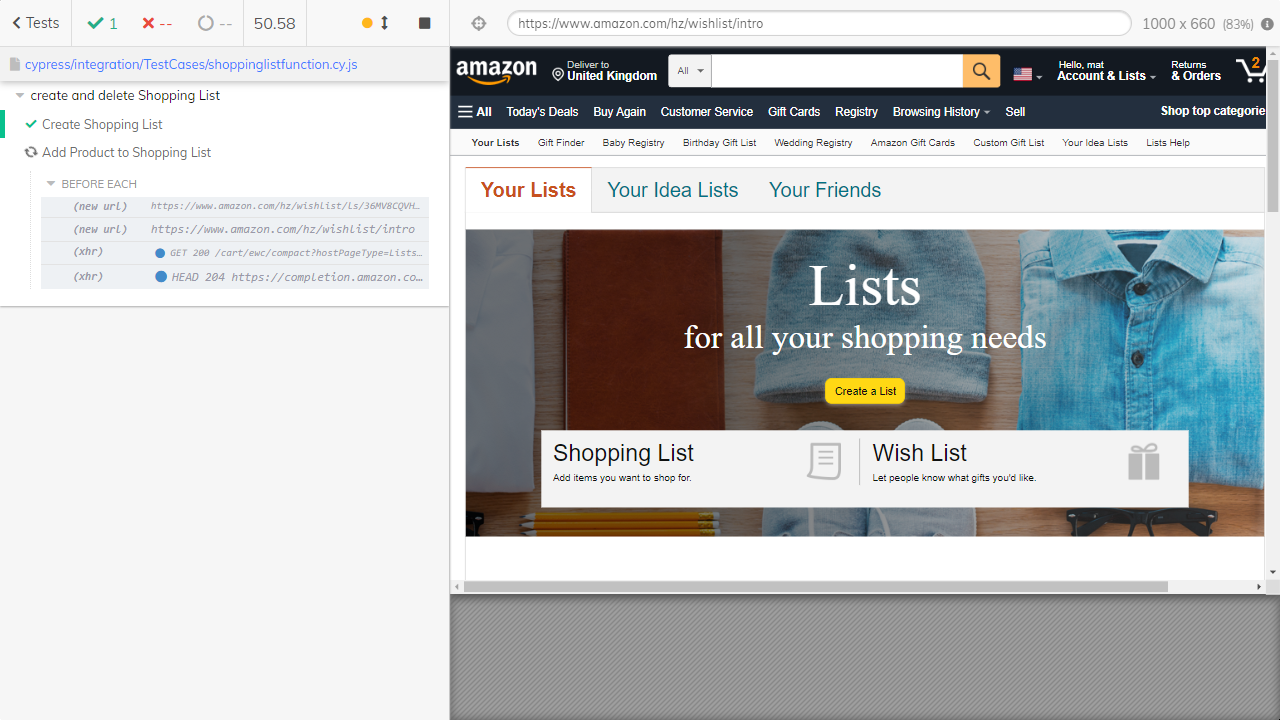 Tests
1
--
--
50.58
https://www.amazon.com/hz/wishlist/intro
1000 x 660 (83%)
cypress/integration/TestCases/shoppinglistfunction.cy.js
create and delete Shopping List
Create Shopping List
Add Product to Shopping List
BEFORE EACH
(new url) https://www.amazon.com/hz/wishlist/ls/36MV8CQVH…
(new url) https://www.amazon.com/hz/wishlist/intro
(xhr) GET 200 /cart/ewc/compact?hostPageType=Lists…
(xhr) HEAD 204 https://completion.amazon.co…
amazon
Deliver to
United Kingdom
All
Hello, mat
Account & Lists
Returns
& Orders
2
All Today's Deals Buy Again Customer Service Gift Cards Registry Browsing History Sell Shop top categorie
Your Lists Gift Finder Baby Registry Birthday Gift List Wedding Registry Amazon Gift Cards Custom Gift List Your Idea Lists Lists Help
Your Lists Your Idea Lists Your Friends
Lists
for all your shopping needs
Create a List
Shopping List
Add items you want to shop for.
Wish List
Let people know what gifts you'd like.